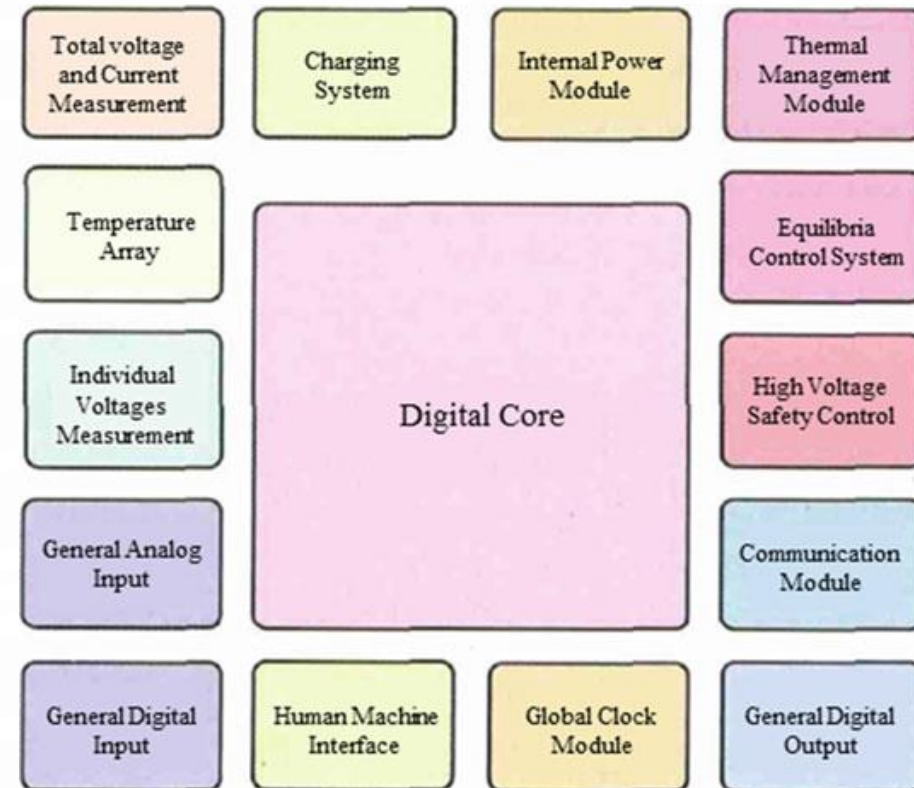 Total voltage
and Current
Measurement
Charging
System
Internal Power
Module
Thermal
Management
Module
Temperature
Array
Equilibria
Control System
Individual
Voltages
Measurement
Digital Core
High Voltage
Safety Control
General Analog
Input
Communication
Module
General Digital
Input
Human Machine
Interface
Global Clock
Module
General Digital
Output